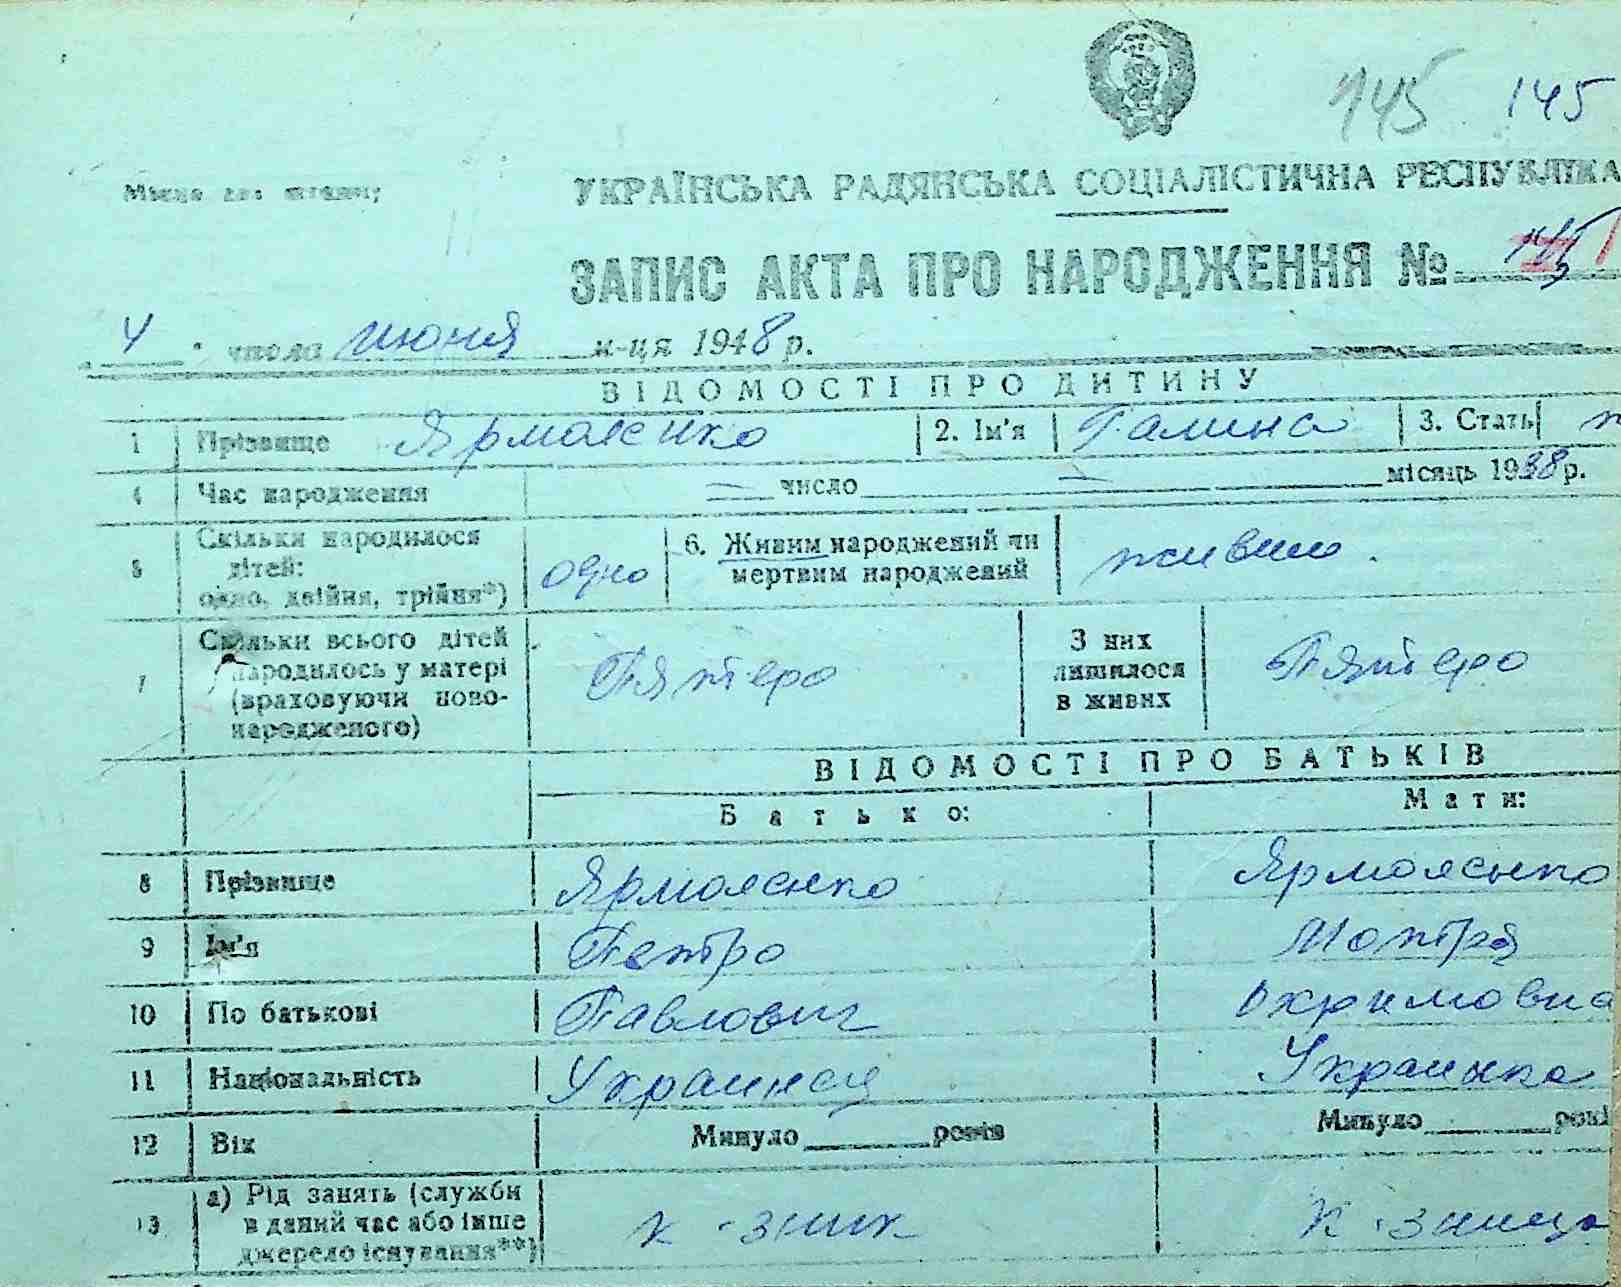 145 145
Місце для штампу
УКРАЇНСЬКА РАДЯНСЬКА СОЦІАЛІСТИЧНА РЕСПУБЛІКА
ЗАПИС АКТА ПРО НАРОДЖЕННЯ №
4 числа июня м-ця 1948 р.
ВІДОМОСТІ ПРО ДИТИНУ
1 Прізвище Ярмоленко 2. Ім'я Галина 3. Стать ж
4 Час народження — число — місяць 1938 р.
5 Скільки народилося дітей: одно, двійня, трійня*) одно 6. Живим народжений чи мертвим народжений живим.
7 Скільки всього дітей народилось у матері (враховуючи ново-народженого) Пятеро З них лишилося в живих Пятеро
ВІДОМОСТІ ПРО БАТЬКІВ
Батько: Мати:
8 Прізвище Ярмоленко Ярмоленко
9 Ім'я Петро Мотря
10 По батькові Павлович Охримовна
11 Національність Украинец Украинка
12 Вік Минуло років Минуло рокі
13 а) Рід занять (служби в даний час або інше джерело існування**) к-зник к-зница